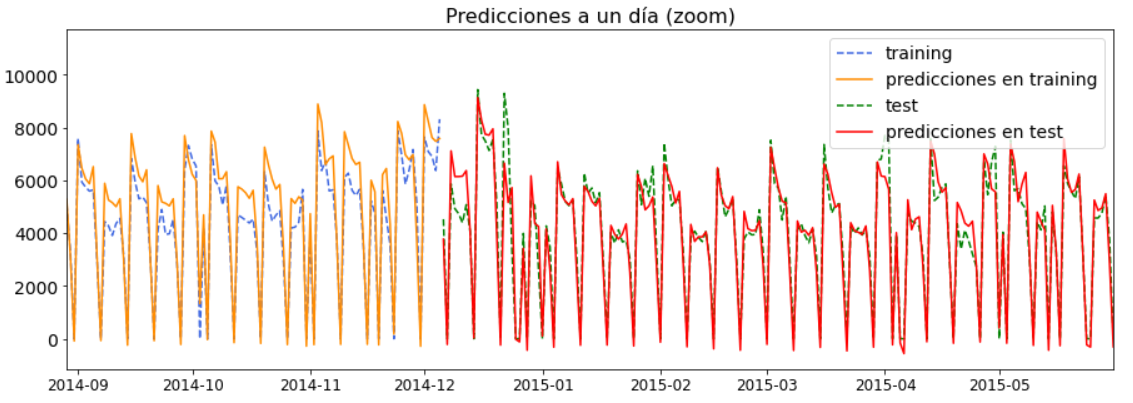 Predicciones a un día (zoom)
training
predicciones en training
test
predicciones en test
10000
8000
6000
4000
2000
0
2014-09 2014-10 2014-11 2014-12 2015-01 2015-02 2015-03 2015-04 2015-05